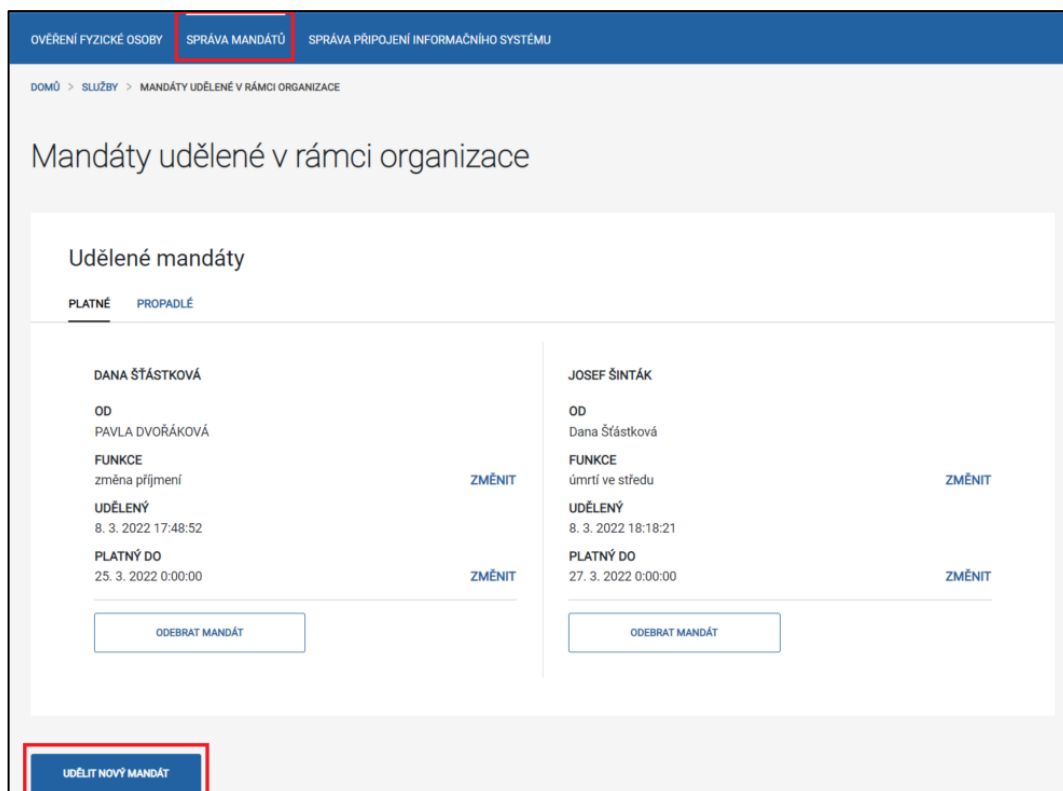 OVĚŘENÍ FYZICKÉ OSOBY SPRÁVA MANDÁTŮ SPRÁVA PŘIPOJENÍ INFORMAČNÍHO SYSTÉMU
DOMŮ > SLUŽBY > MANDÁTY UDĚLENÉ V RÁMCI ORGANIZACE
Mandáty udělené v rámci organizace
Udělené mandáty
PLATNÉ PROPADLÉ
DANA ŠŤÁSTKOVÁ
OD
PAVLA DVOŘÁKOVÁ
FUNKCE
změna příjmení ZMĚNIT
UDĚLENÝ
8. 3. 2022 17:48:52
PLATNÝ DO
25. 3. 2022 0:00:00 ZMĚNIT
ODEBRAT MANDÁT
JOSEF ŠINTÁK
OD
Dana Šťástková
FUNKCE
úmrtí ve středu ZMĚNIT
UDĚLENÝ
8. 3. 2022 18:18:21
PLATNÝ DO
27. 3. 2022 0:00:00 ZMĚNIT
ODEBRAT MANDÁT
UDĚLIT NOVÝ MANDÁT